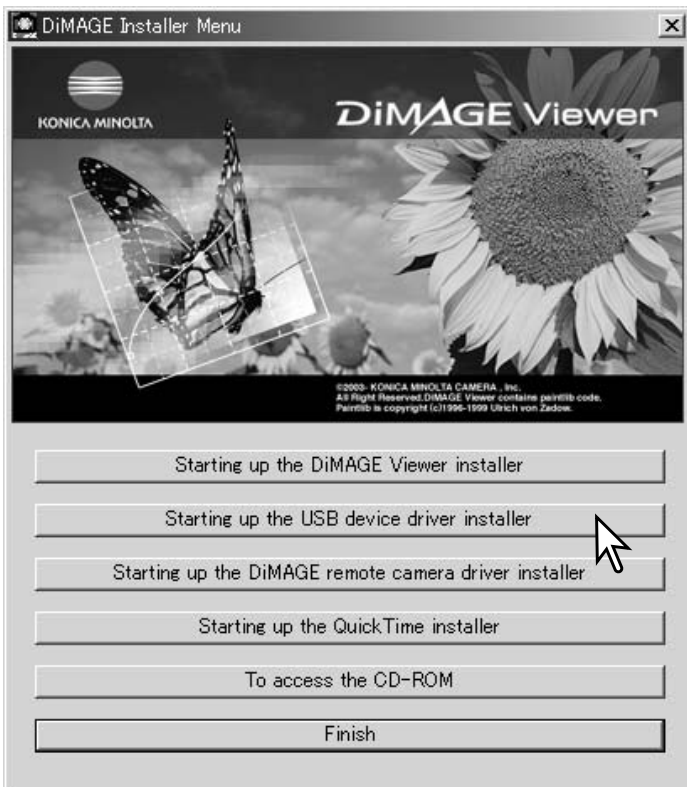 DiMAGE Installer Menu
KONICA MINOLTA
DiMAGE Viewer
©2003- KONICA MINOLTA CAMERA , Inc.
All Right Reserved.DiMAGE Viewer contains paintlib code.
Paintlib is copyright (c)1996-1999 Ulrich von Zadow.
Starting up the DiMAGE Viewer installer
Starting up the USB device driver installer
Starting up the DiMAGE remote camera driver installer
Starting up the QuickTime installer
To access the CD-ROM
Finish